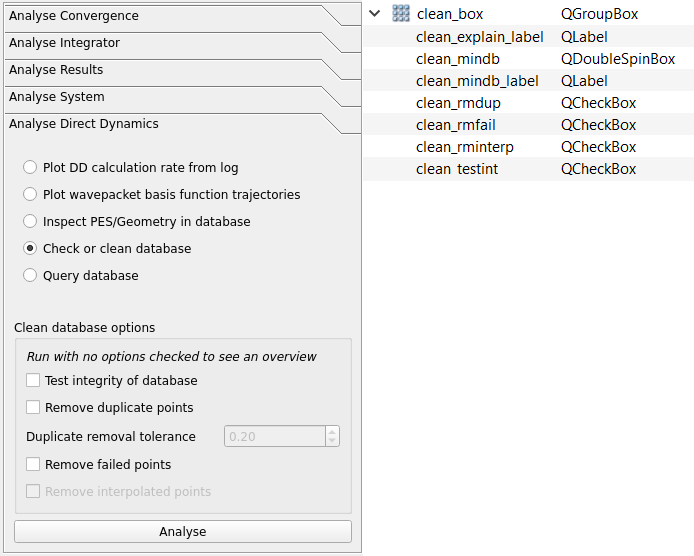 Analyse Convergence
Analyse Integrator
Analyse Results
Analyse System
Analyse Direct Dynamics
Plot DD calculation rate from log
Plot wavepacket basis function trajectories
Inspect PES/Geometry in database
Check or clean database
Query database
Clean database options
Run with no options checked to see an overview
Test integrity of database
Remove duplicate points
Duplicate removal tolerance 0.20
Remove failed points
Remove interpolated points
Analyse
clean_box QGroupBox
clean_explain_label QLabel
clean_mindb QDoubleSpinBox
clean_mindb_label QLabel
clean_rmdup QCheckBox
clean_rmfail QCheckBox
clean_rminterp QCheckBox
clean_testint QCheckBox